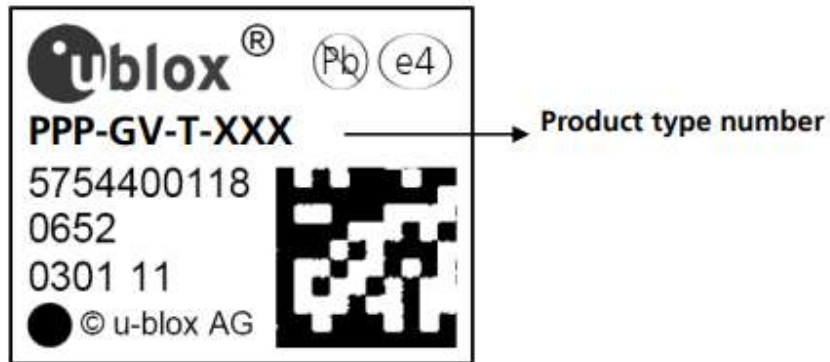 ublox ® Pb e4
PPP-GV-T-XXX
Product type number
5754400118
0652
0301 11
© u-blox AG